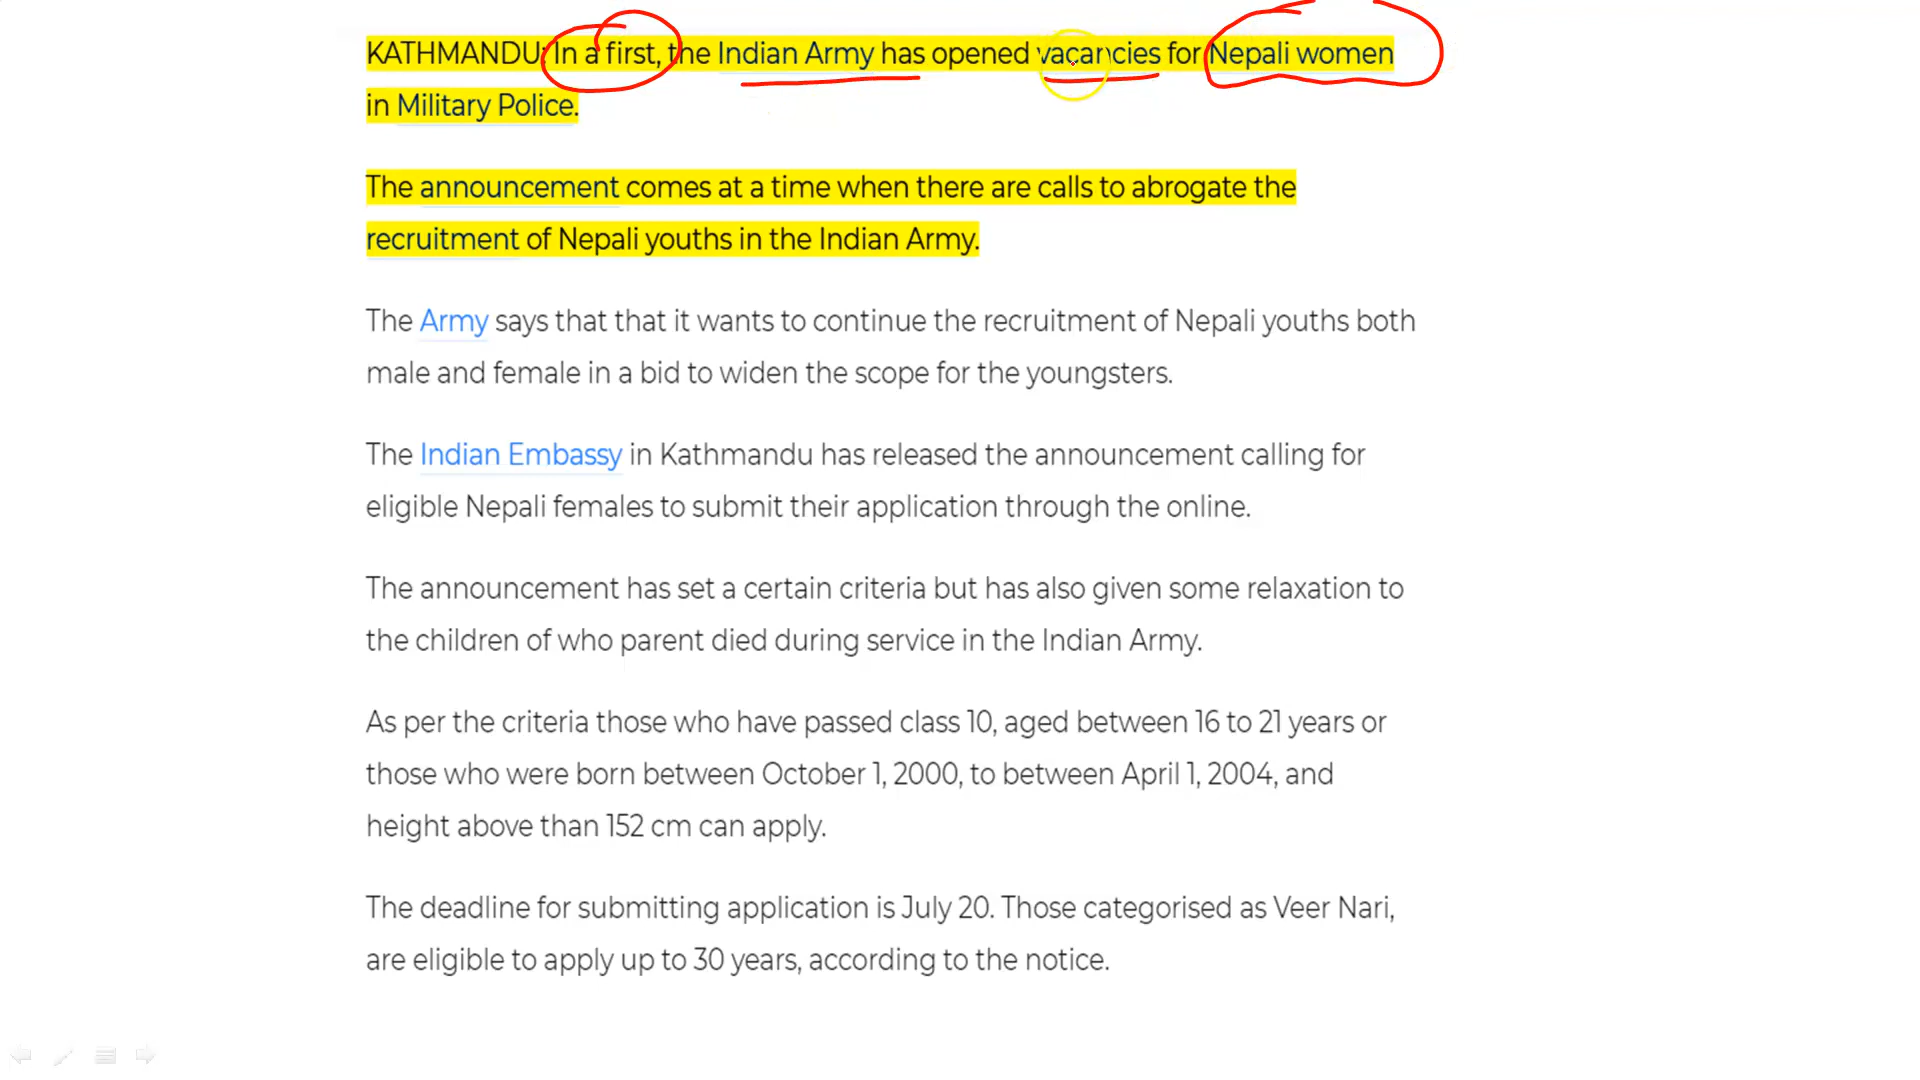 KATHMANDU: In a first, the Indian Army has opened vacancies for Nepali women
in Military Police.
The announcement comes at a time when there are calls to abrogate the
recruitment of Nepali youths in the Indian Army.
The Army says that that it wants to continue the recruitment of Nepali youths both
male and female in a bid to widen the scope for the youngsters.
The Indian Embassy in Kathmandu has released the announcement calling for
eligible Nepali females to submit their application through the online.
The announcement has set a certain criteria but has also given some relaxation to
the children of who parent died during service in the Indian Army.
As per the criteria those who have passed class 10, aged between 16 to 21 years or
those who were born between October 1, 2000, to between April 1, 2004, and
height above than 152 cm can apply.
The deadline for submitting application is July 20. Those categorised as Veer Nari,
are eligible to apply up to 30 years, according to the notice.